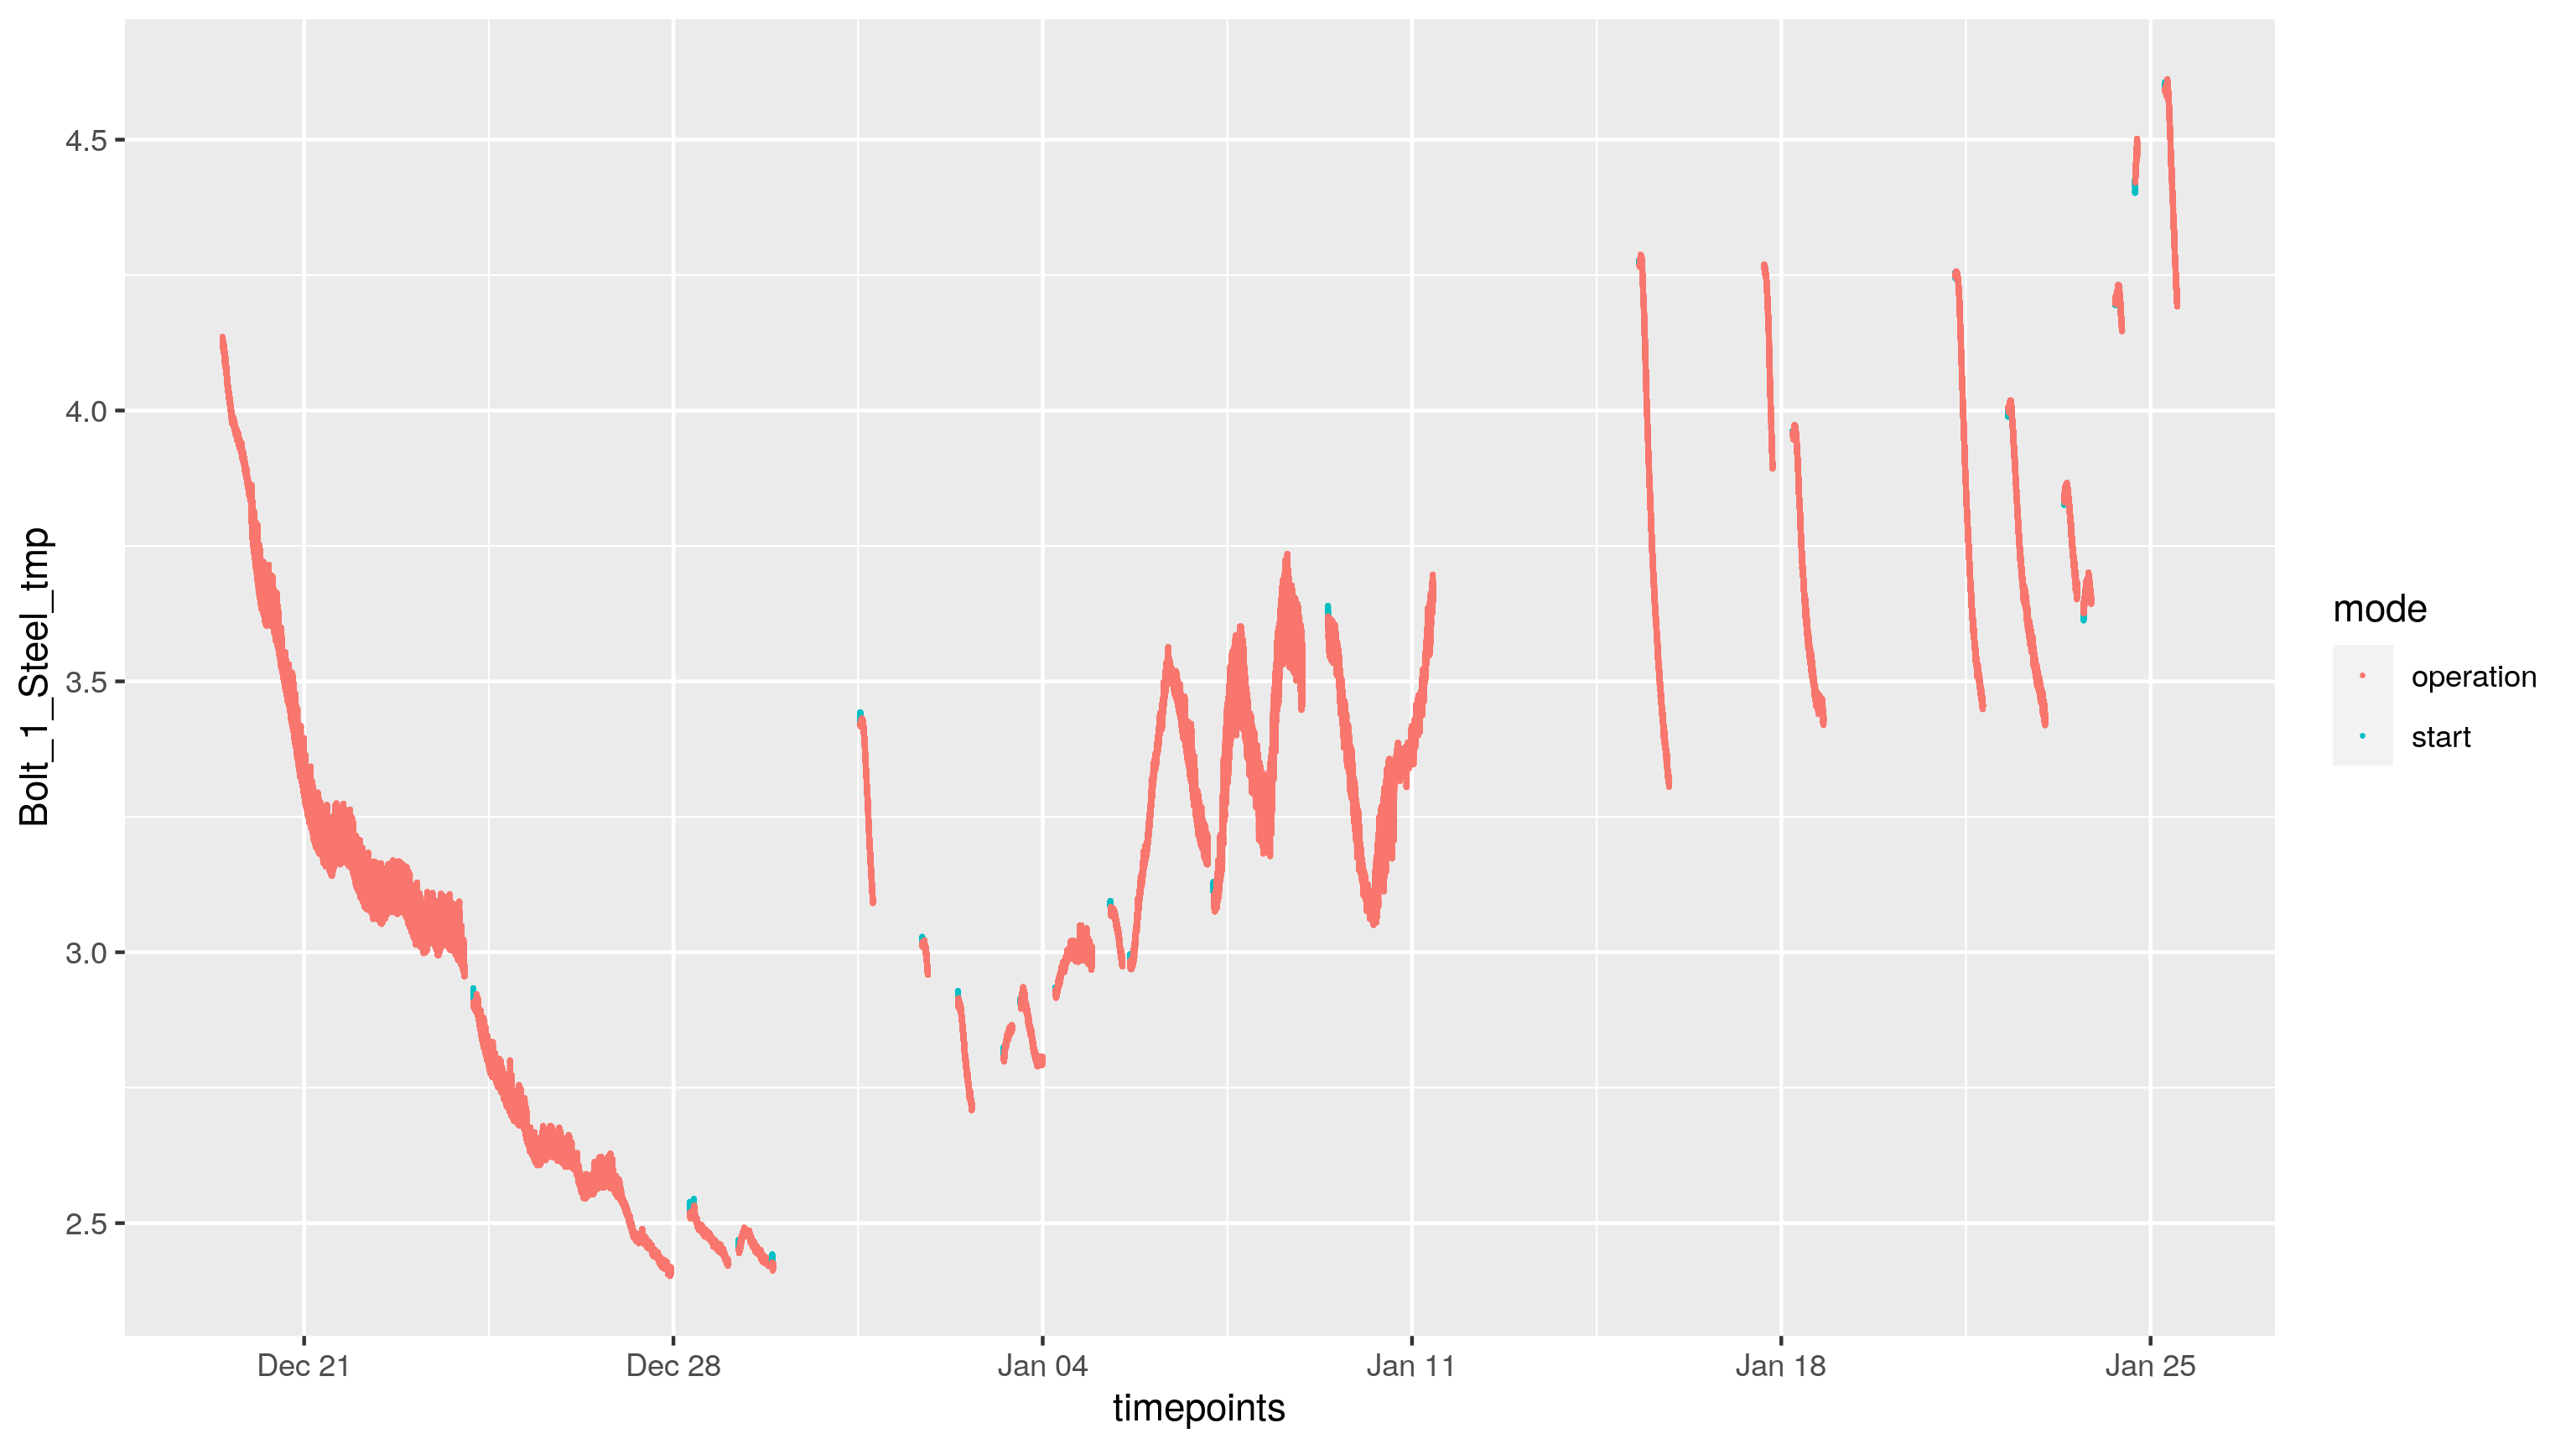 4.5
4.0
3.5
3.0
2.5
Bolt_1_Steel_tmp
Dec 21
Dec 28
Jan 04
Jan 11
Jan 18
Jan 25
timepoints
mode
operation
start